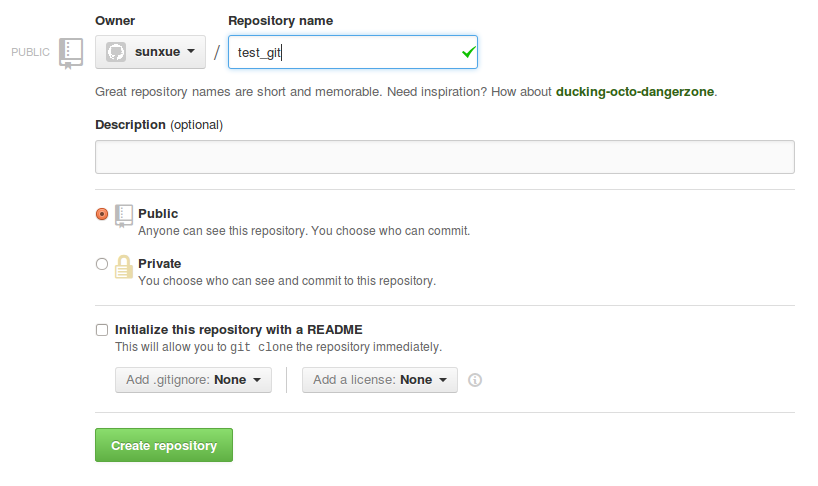 Owner Repository name
PUBLIC sunxue / test_git
Great repository names are short and memorable. Need inspiration? How about ducking-octo-dangerzone.
Description (optional)
Public
Anyone can see this repository. You choose who can commit.
Private
You choose who can see and commit to this repository.
Initialize this repository with a README
This will allow you to git clone the repository immediately.
Add .gitignore: None Add a license: None
Create repository